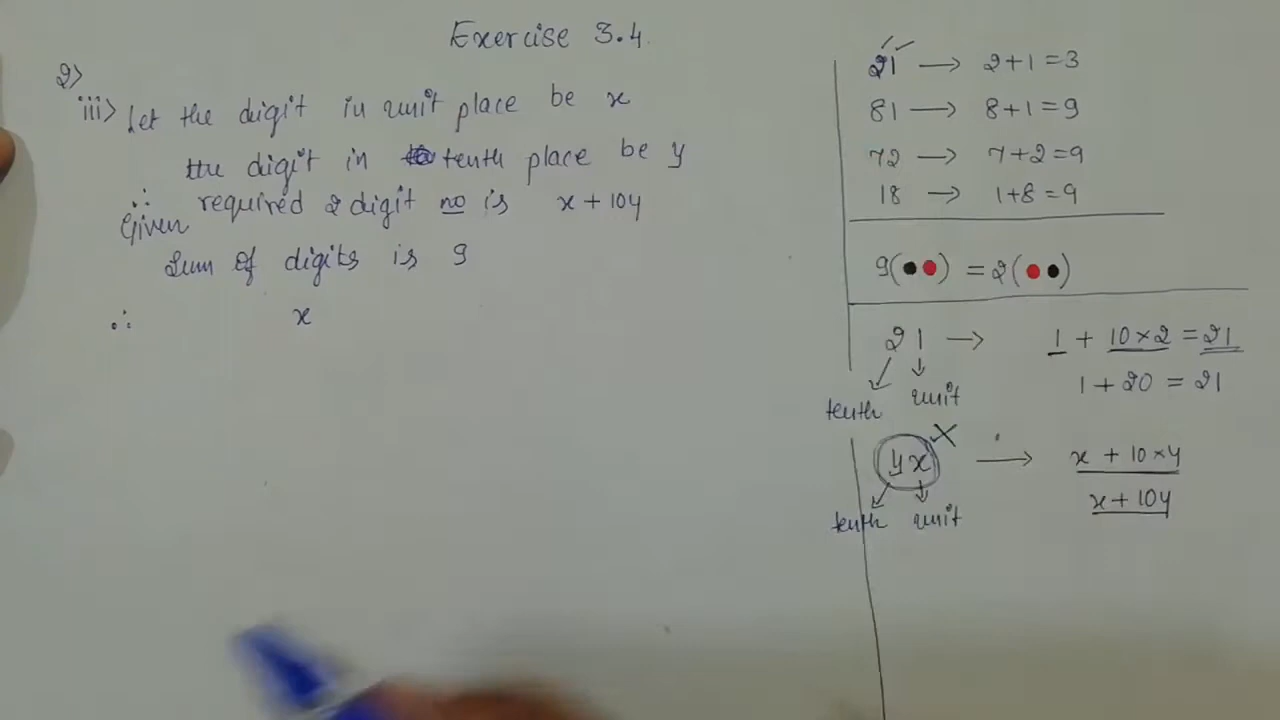 Exercise 3.4
2>
iii> Let the digit in unit place be x
the digit in tenth place be y
∴ required 2 digit no is x + 10y
Given
Sum of digits is 9
∴ x
21 → 2+1 = 3
81 → 8+1 = 9
72 → 7+2 = 9
18 → 1+8 = 9
9(●●) = 2(●●)
21 → 1 + 10×2 = 21
1 + 20 = 21
tenth unit
yx → x + 10×y
x + 10y
tenth unit